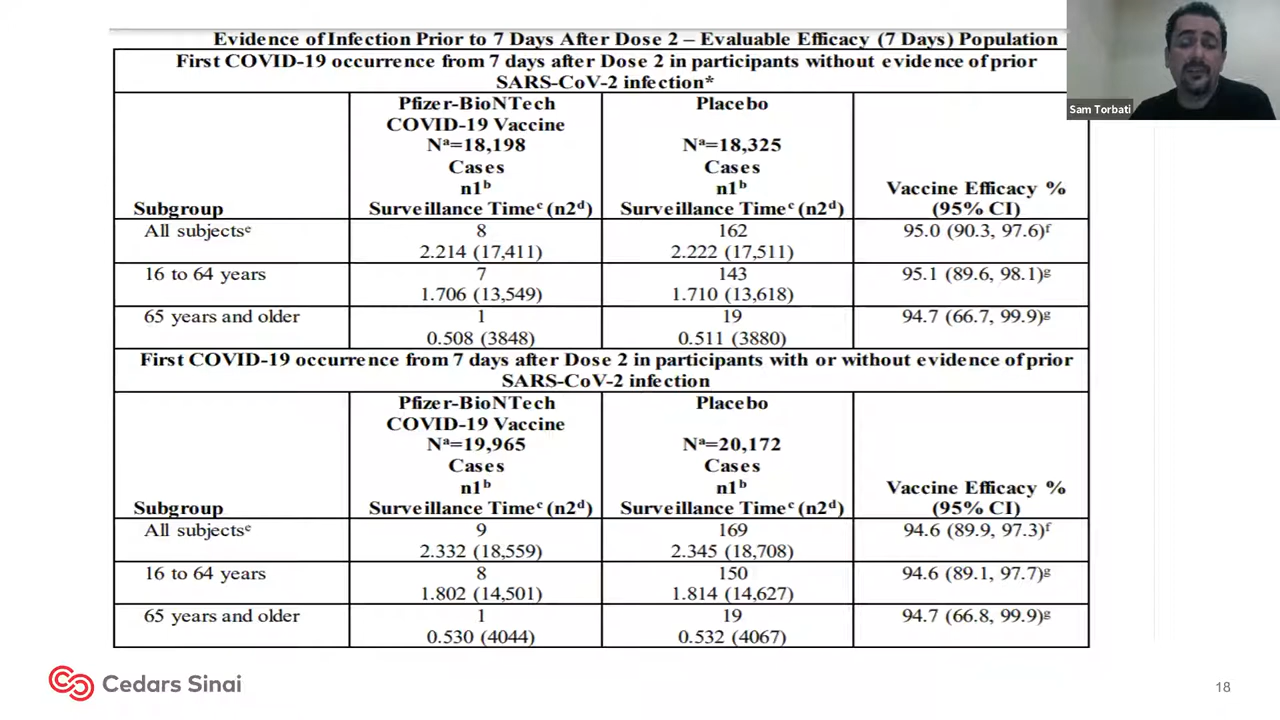 Evidence of Infection Prior to 7 Days After Dose 2 – Evaluable Efficacy (7 Days) Population
First COVID-19 occurrence from 7 days after Dose 2 in participants without evidence of prior
SARS-CoV-2 infection*
Pfizer-BioNTech
COVID-19 Vaccine
Nᵃ=18,198
Cases
n1ᵇ
Surveillance Timeᶜ (n2ᵈ)
Placebo
Nᵃ=18,325
Cases
n1ᵇ
Surveillance Timeᶜ (n2ᵈ)
Vaccine Efficacy %
(95% CI)
Subgroup
All subjectsᵉ
8
2.214 (17,411)
162
2.222 (17,511)
95.0 (90.3, 97.6)ᶠ
16 to 64 years
7
1.706 (13,549)
143
1.710 (13,618)
95.1 (89.6, 98.1)ᵍ
65 years and older
1
0.508 (3848)
19
0.511 (3880)
94.7 (66.7, 99.9)ᵍ
First COVID-19 occurrence from 7 days after Dose 2 in participants with or without evidence of prior
SARS-CoV-2 infection
Pfizer-BioNTech
COVID-19 Vaccine
Nᵃ=19,965
Cases
n1ᵇ
Surveillance Timeᶜ (n2ᵈ)
Placebo
Nᵃ=20,172
Cases
n1ᵇ
Surveillance Timeᶜ (n2ᵈ)
Vaccine Efficacy %
(95% CI)
Subgroup
All subjectsᵉ
9
2.332 (18,559)
169
2.345 (18,708)
94.6 (89.9, 97.3)ᶠ
16 to 64 years
8
1.802 (14,501)
150
1.814 (14,627)
94.6 (89.1, 97.7)ᵍ
65 years and older
1
0.530 (4044)
19
0.532 (4067)
94.7 (66.8, 99.9)ᵍ
Sam Torbati
Cedars Sinai
18